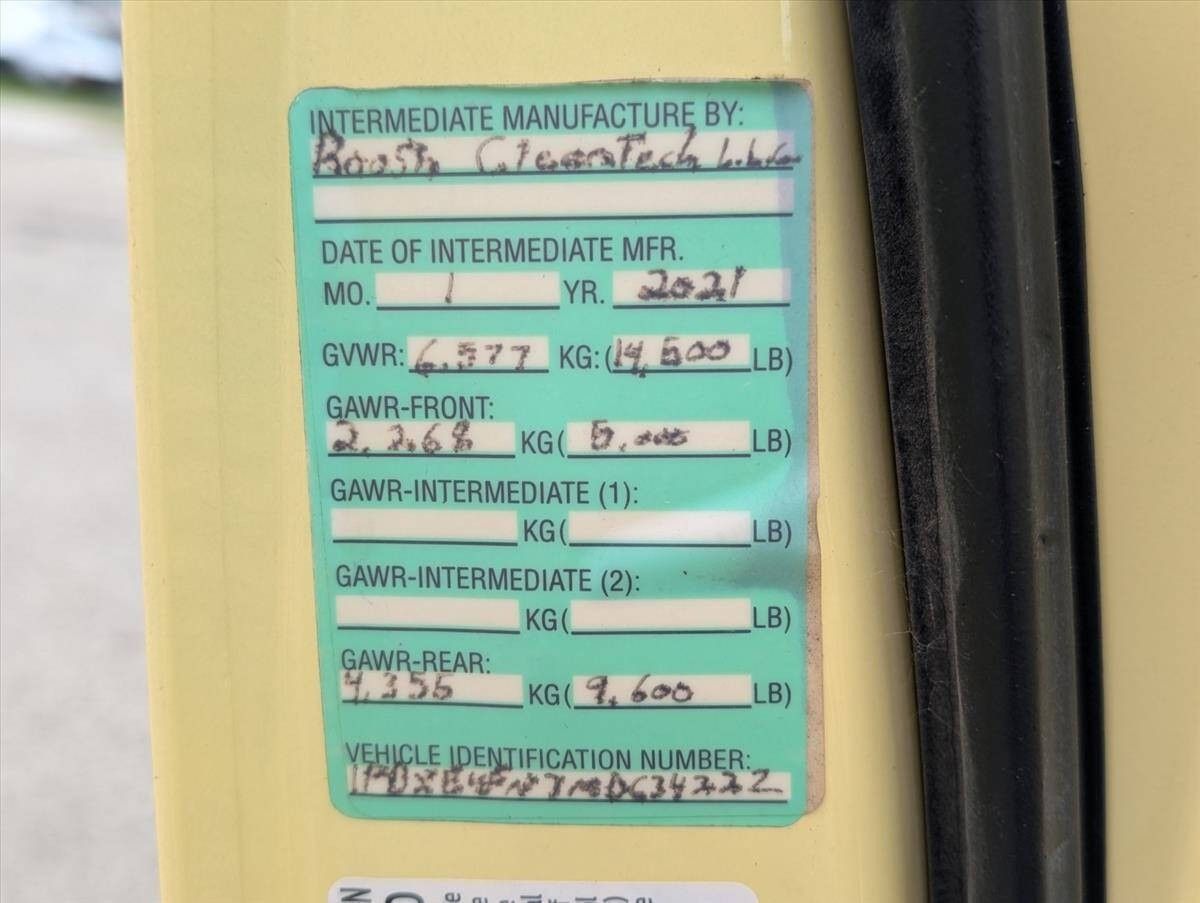 INTERMEDIATE MANUFACTURE BY:
Booth CleanTech L.L.C
DATE OF INTERMEDIATE MFR.
MO. 1 YR. 2021
GVWR: 6,577 KG: (14,500 LB)
GAWR-FRONT:
2,268 KG( 5,000 LB)
GAWR-INTERMEDIATE (1):
KG( LB)
GAWR-INTERMEDIATE (2):
KG( LB)
GAWR-REAR:
4,355 KG( 9,600 LB)
VEHICLE IDENTIFICATION NUMBER: